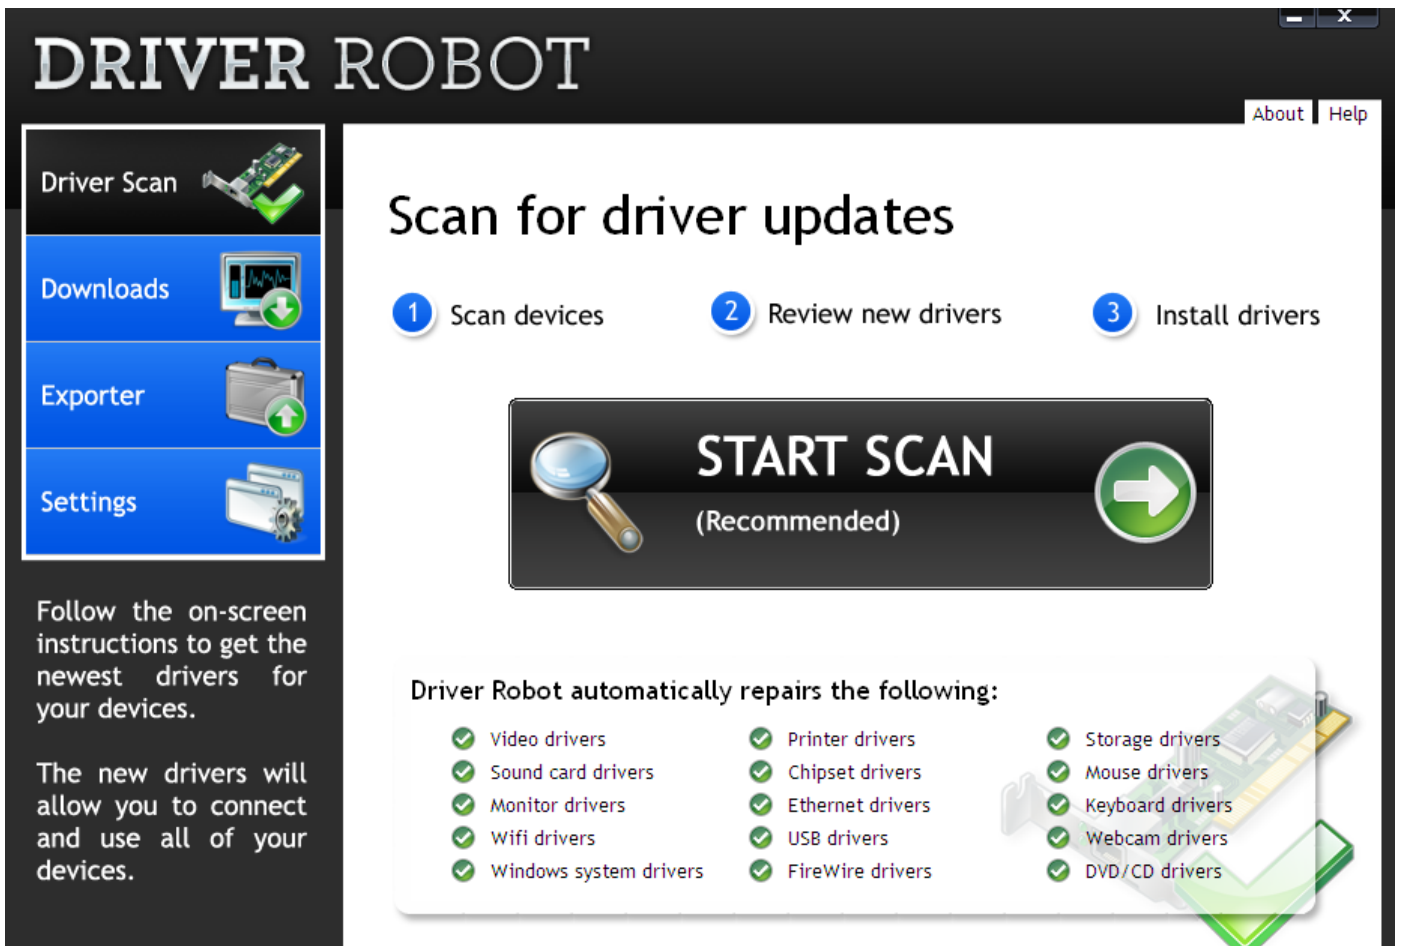 DRIVER ROBOT
X
About
Help
Driver Scan
Downloads
Exporter
Settings
Follow the on-screen
instructions to get the
newest drivers for
your devices.
The new drivers will
allow you to connect
and use all of your
devices.
Scan for driver updates
1 Scan devices
2 Review new drivers
3 Install drivers
START SCAN
(Recommended)
Driver Robot automatically repairs the following:
Video drivers
Sound card drivers
Monitor drivers
Wifi drivers
Windows system drivers
Printer drivers
Chipset drivers
Ethernet drivers
USB drivers
FireWire drivers
Storage drivers
Mouse drivers
Keyboard drivers
Webcam drivers
DVD/CD drivers